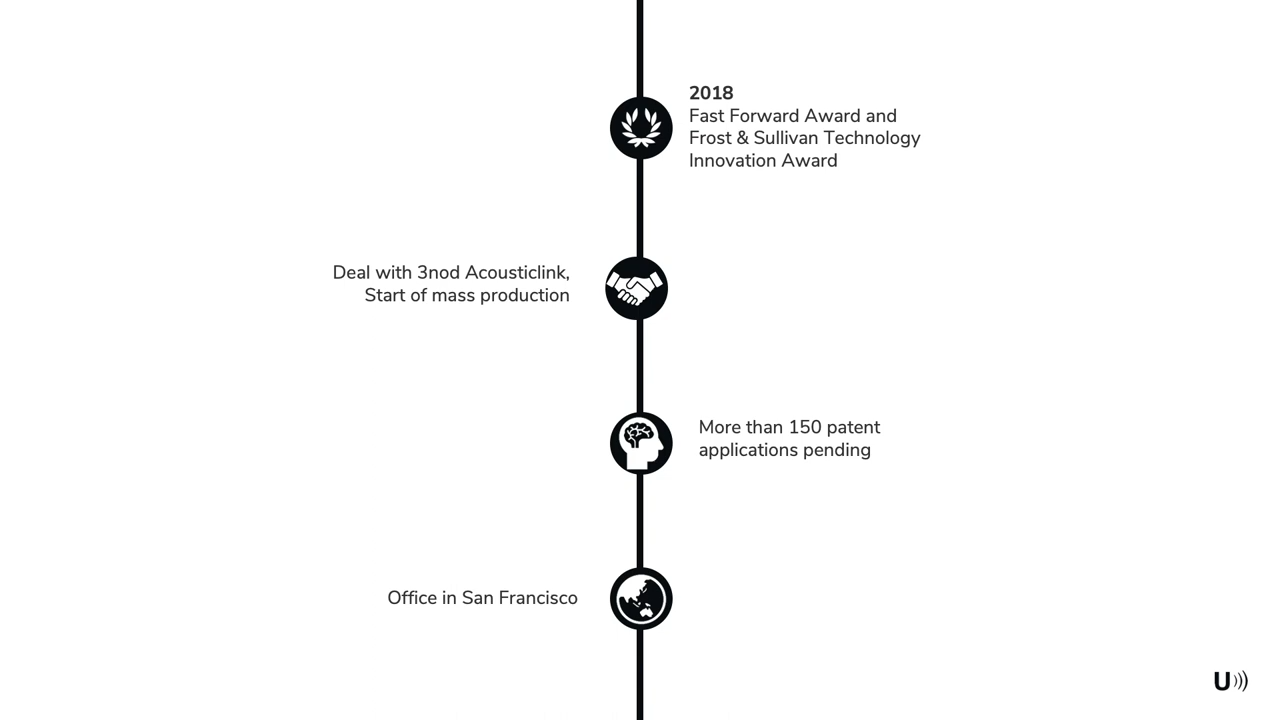 2018
Fast Forward Award and
Frost & Sullivan Technology
Innovation Award
Deal with 3nod Acousticlink,
Start of mass production
More than 150 patent
applications pending
Office in San Francisco
U